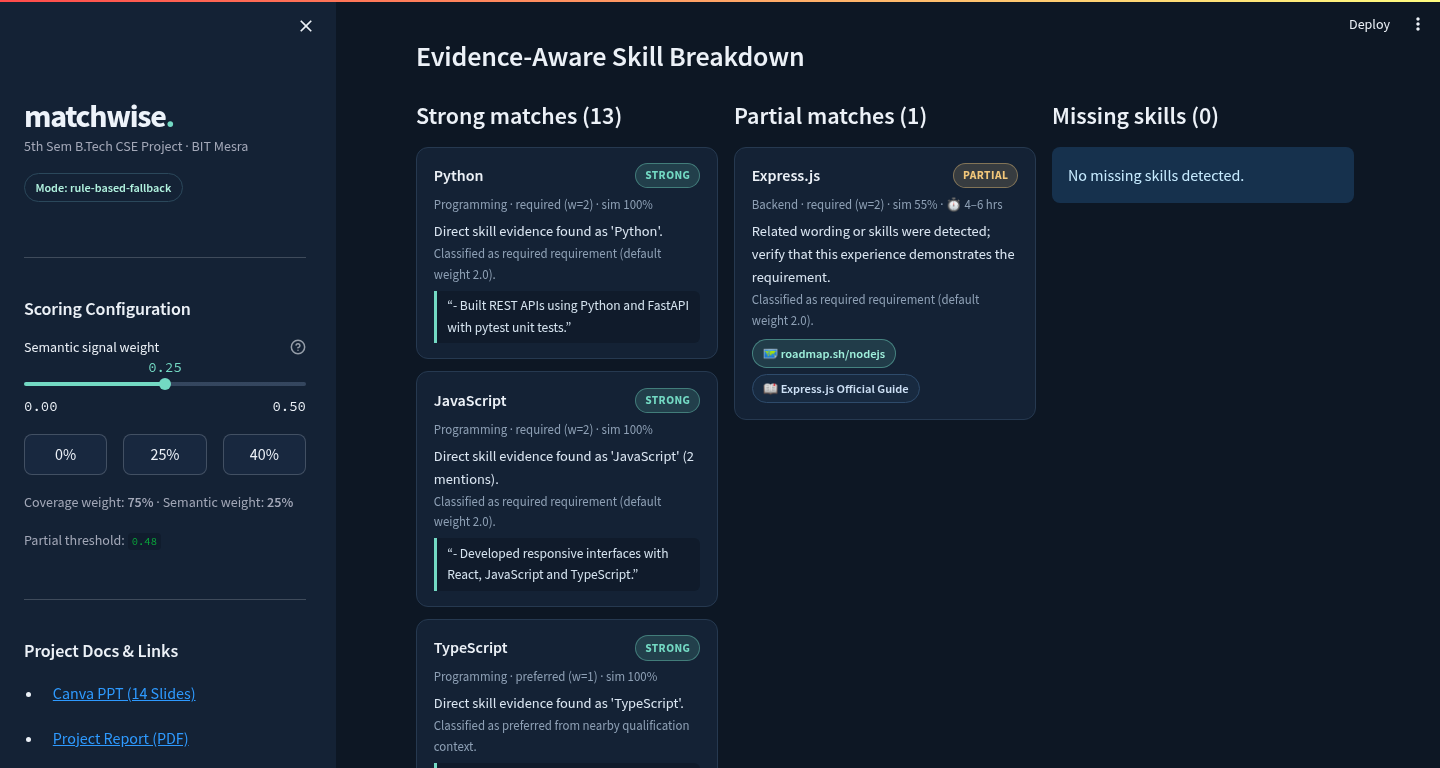 Deploy
matchwise.
5th Sem B.Tech CSE Project · BIT Mesra
Mode: rule-based-fallback
Scoring Configuration
Semantic signal weight
0.25
0.00
0.50
0%
25%
40%
Coverage weight: 75% · Semantic weight: 25%
Partial threshold: 0.48
Project Docs & Links
Canva PPT (14 Slides)
Project Report (PDF)
Evidence-Aware Skill Breakdown
Strong matches (13)
Python
STRONG
Programming · required (w=2) · sim 100%
Direct skill evidence found as 'Python'.
Classified as required requirement (default
weight 2.0).
“- Built REST APIs using Python and FastAPI
with pytest unit tests.”
JavaScript
STRONG
Programming · required (w=2) · sim 100%
Direct skill evidence found as 'JavaScript' (2
mentions).
Classified as required requirement (default
weight 2.0).
“- Developed responsive interfaces with
React, JavaScript and TypeScript.”
TypeScript
STRONG
Programming · preferred (w=1) · sim 100%
Direct skill evidence found as 'TypeScript'.
Classified as preferred from nearby qualification
context.
Partial matches (1)
Express.js
PARTIAL
Backend · required (w=2) · sim 55% · ⏱️ 4–6 hrs
Related wording or skills were detected;
verify that this experience demonstrates the
requirement.
Classified as required requirement (default
weight 2.0).
🗺️ roadmap.sh/nodejs
📖 Express.js Official Guide
Missing skills (0)
No missing skills detected.